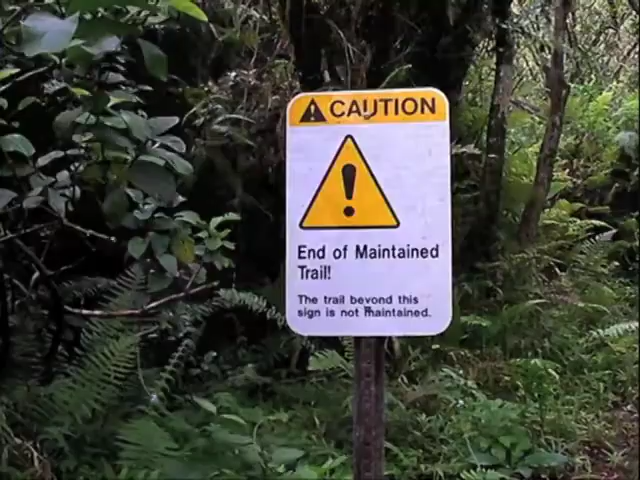 CAUTION
End of Maintained
Trail!
The trail beyond this
sign is not maintained.